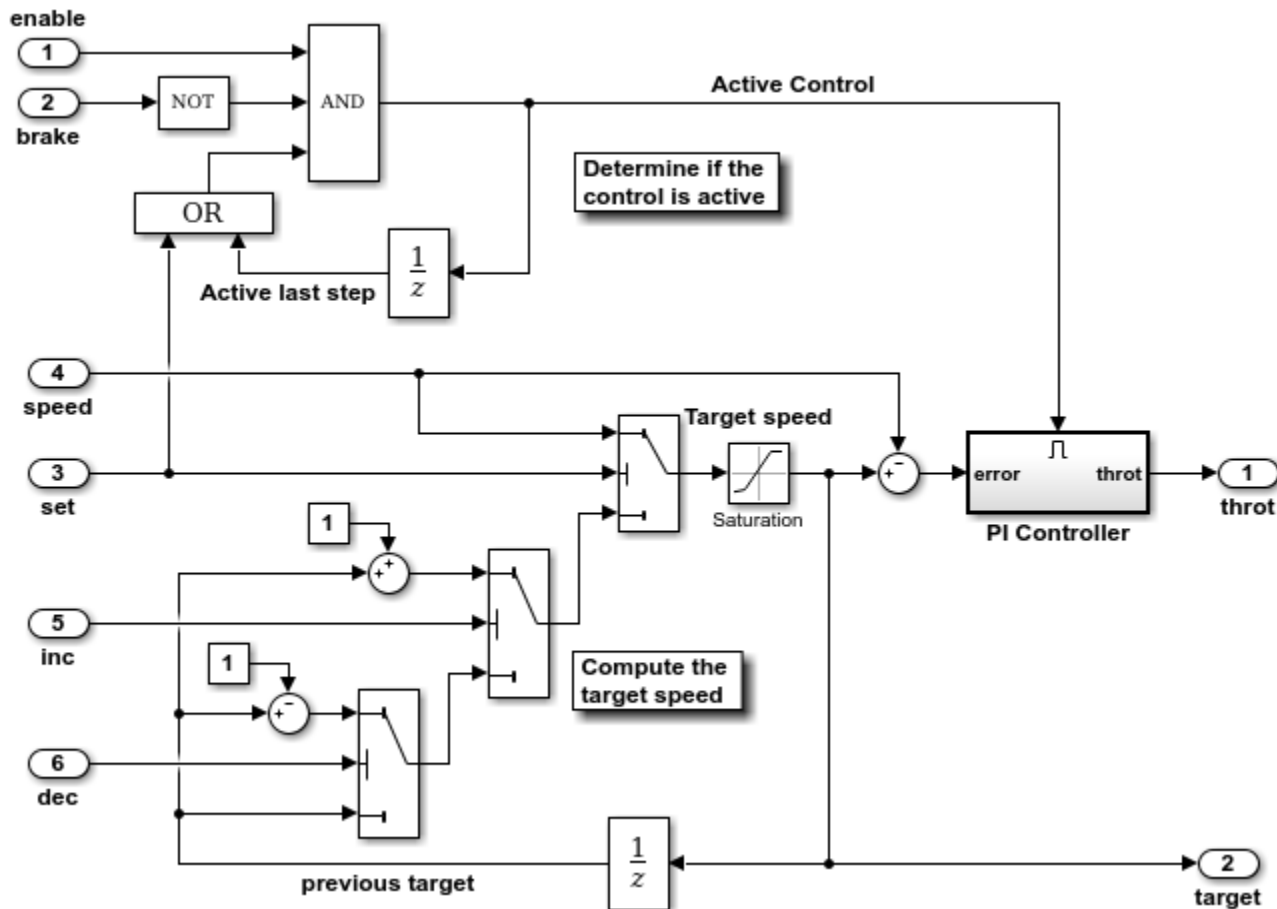 enable
1
2
brake
NOT
AND
OR
Active Control
Determine if the
control is active
1
z
Active last step
4
speed
3
set
Target speed
Saturation
+
-
error
throt
PI Controller
1
throt
1
+
+
5
inc
1
+
-
Compute the
target speed
6
dec
1
z
previous target
2
target